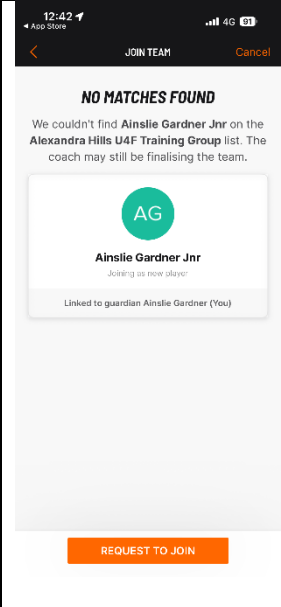 12:42
4G 91
◀ App Store
JOIN TEAM
Cancel
NO MATCHES FOUND
We couldn't find Ainslie Gardner Jnr on the
Alexandra Hills U4F Training Group list. The
coach may still be finalising the team.
AG
Ainslie Gardner Jnr
Joining as new player
Linked to guardian Ainslie Gardner (You)
REQUEST TO JOIN